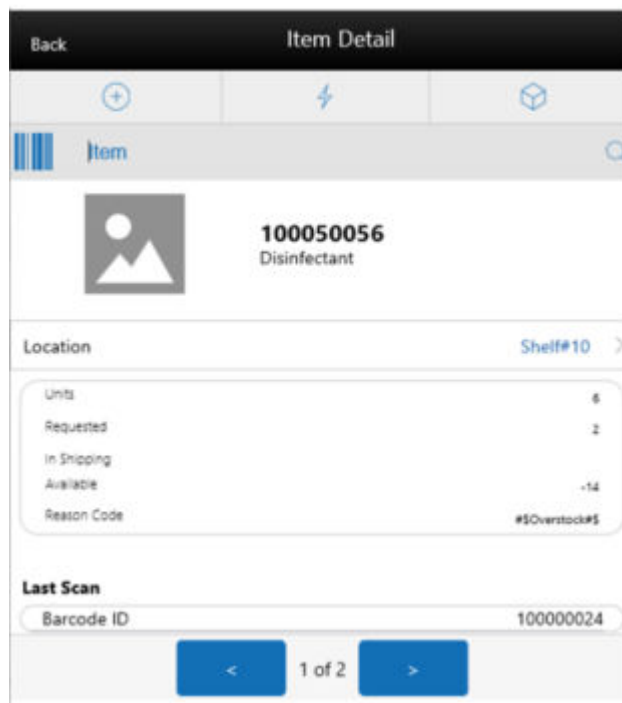 Back Item Detail
Item
100050056
Disinfectant
Location Shelf#10 >
Units 6
Requested 2
In Shipping
Available -14
Reason Code #$Overstock#$
Last Scan
Barcode ID 100000024
< 1 of 2 >